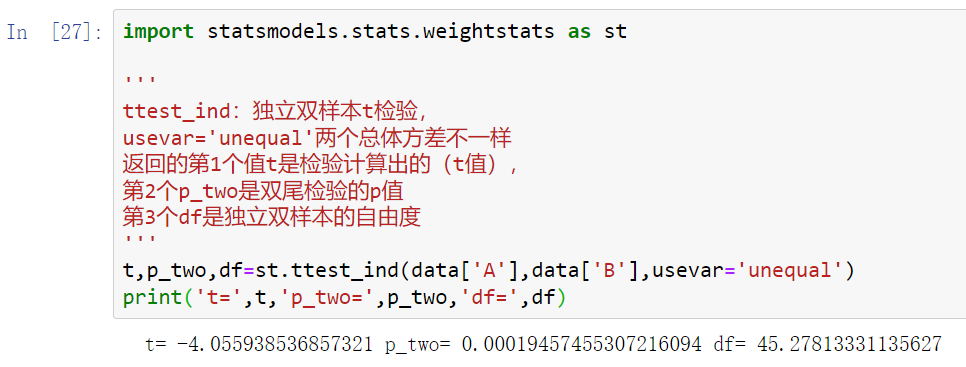 In [27]: import statsmodels.stats.weightstats as st
'''
ttest_ind：独立双样本t检验，
usevar='unequal'两个总体方差不一样
返回的第1个值t是检验计算出的（t值），
第2个p_two是双尾检验的p值
第3个df是独立双样本的自由度
'''
t,p_two,df=st.ttest_ind(data['A'],data['B'],usevar='unequal')
print('t=',t,'p_two=',p_two,'df=',df)
t= -4.055938536857321 p_two= 0.00019457455307216094 df= 45.27813331135627